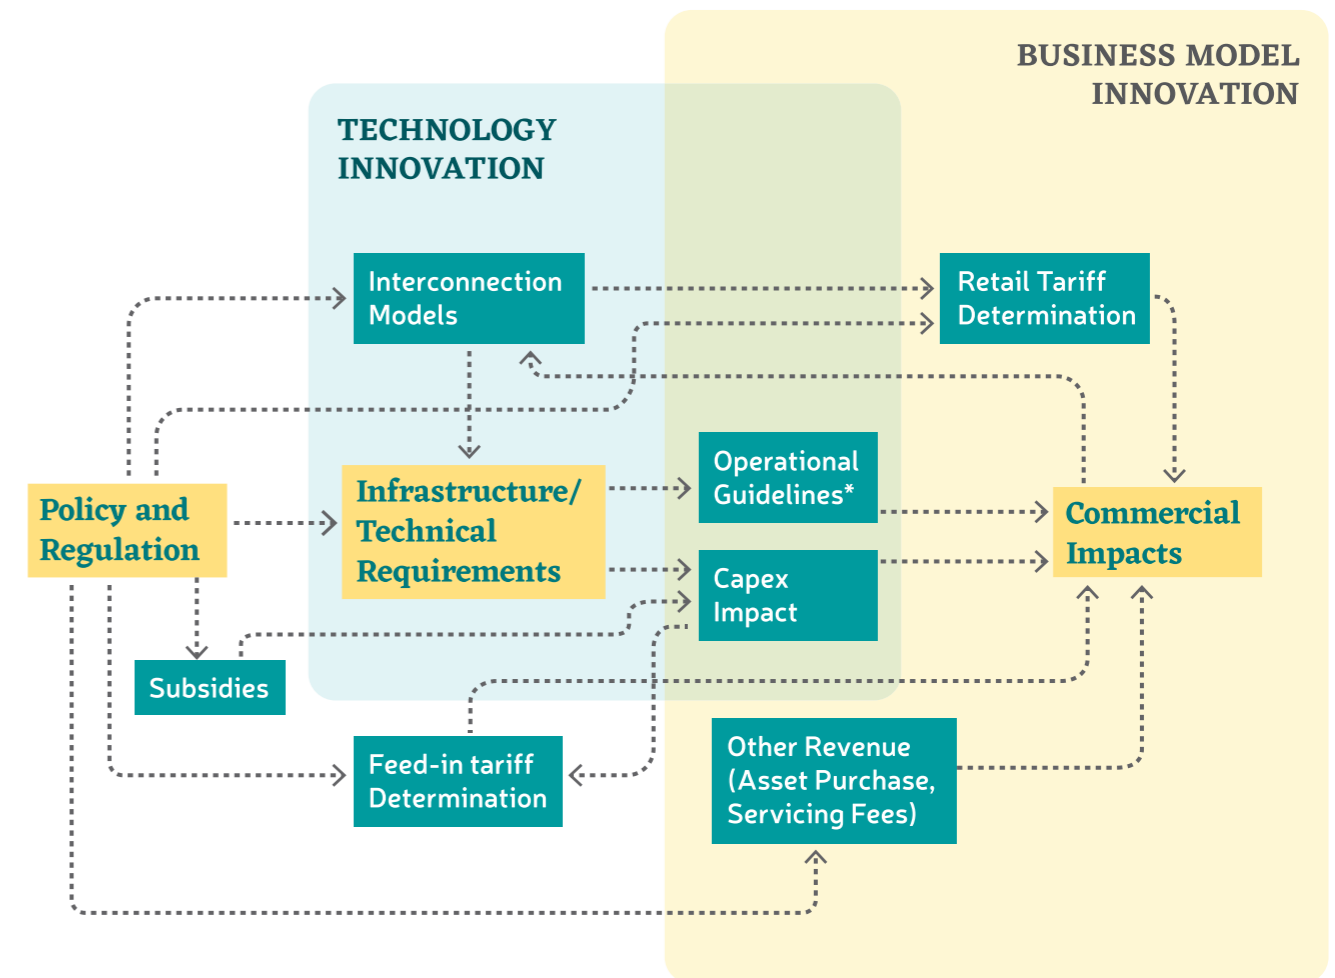 BUSINESS MODEL
INNOVATION
TECHNOLOGY
INNOVATION
Interconnection
Models
Retail Tariff
Determination
Operational
Guidelines*
Infrastructure/
Technical
Requirements
Policy and
Regulation
Commercial
Impacts
Capex
Impact
Subsidies
Feed-in tariff
Determination
Other Revenue
(Asset Purchase,
Servicing Fees)